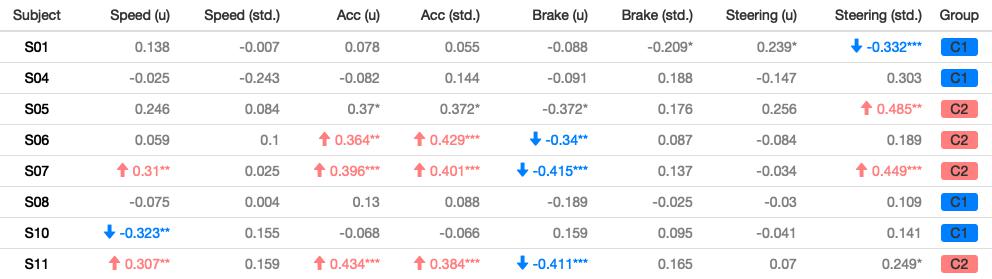 Subject Speed (u) Speed (std.) Acc (u) Acc (std.) Brake (u) Brake (std.) Steering (u) Steering (std.) Group
S01 0.138 -0.007 0.078 0.055 -0.088 -0.209* 0.239* -0.332*** C1
S04 -0.025 -0.243 -0.082 0.144 -0.091 0.188 -0.147 0.303 C1
S05 0.246 0.084 0.37* 0.372* -0.372* 0.176 0.256 0.485** C2
S06 0.059 0.1 0.364** 0.429*** -0.34** 0.087 -0.084 0.189 C2
S07 0.31** 0.025 0.396*** 0.401*** -0.415*** 0.137 -0.034 0.449*** C2
S08 -0.075 0.004 0.13 0.088 -0.189 -0.025 -0.03 0.109 C1
S10 -0.323** 0.155 -0.068 -0.066 0.159 0.095 -0.041 0.141 C1
S11 0.307** 0.159 0.434*** 0.384*** -0.411*** 0.165 0.07 0.249* C2